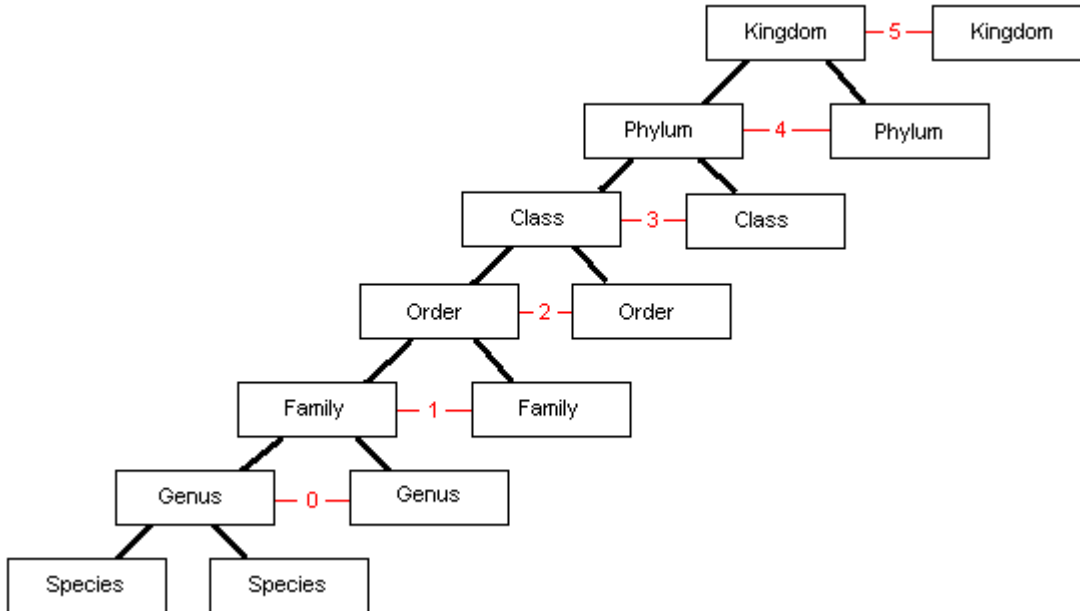 Kingdom 5 Kingdom
Phylum 4 Phylum
Class 3 Class
Order 2 Order
Family 1 Family
Genus 0 Genus
Species Species